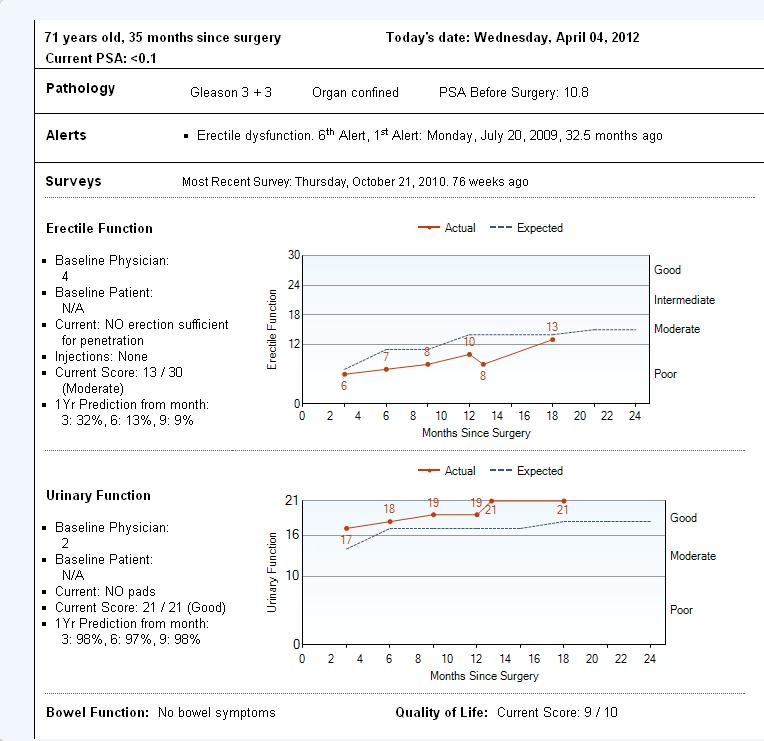 71 years old, 35 months since surgery
Today's date: Wednesday, April 04, 2012
Current PSA: <0.1
Pathology
Gleason 3 + 3
Organ confined
PSA Before Surgery: 10.8
Alerts
▪ Erectile dysfunction. 6th Alert, 1st Alert: Monday, July 20, 2009, 32.5 months ago
Surveys
Most Recent Survey: Thursday, October 21, 2010. 76 weeks ago
Erectile Function
▪ Baseline Physician:
4
▪ Baseline Patient:
N/A
▪ Current: NO erection sufficient
for penetration
▪ Injections: None
▪ Current Score: 13 / 30
(Moderate)
▪ 1Yr Prediction from month:
3: 32%, 6: 13%, 9: 9%
Actual
Expected
Erectile Function
30
24
18
12
0
6
7
8
10
8
13
Good
Intermediate
Moderate
Poor
0 2 4 6 8 10 12 14 16 18 20 22 24
Months Since Surgery
Urinary Function
▪ Baseline Physician:
2
▪ Baseline Patient:
N/A
▪ Current: NO pads
▪ Current Score: 21 / 21 (Good)
▪ 1Yr Prediction from month:
3: 98%, 6: 97%, 9: 98%
Actual
Expected
Urinary Function
21
16
10
0
17
18
19
19
21
21
Good
Moderate
Poor
0 2 4 6 8 10 12 14 16 18 20 22 24
Months Since Surgery
Bowel Function: No bowel symptoms
Quality of Life: Current Score: 9 / 10